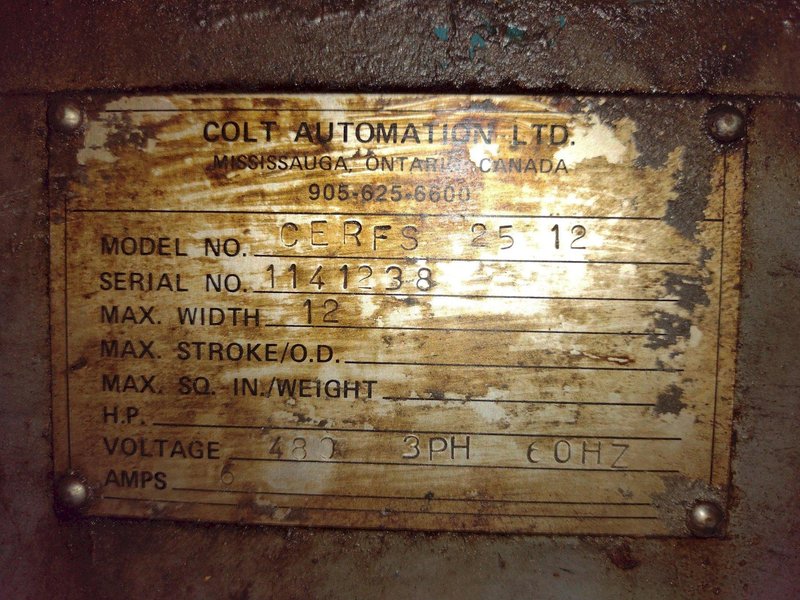 COLT AUTOMATION LTD.
MISSISSAUGA, ONTARIO CANADA
905-625-6600
MODEL NO. CERFS 25 12
SERIAL NO. 1141238
MAX. WIDTH 12
MAX. STROKE/O.D.
MAX. SQ. IN./WEIGHT
H.P.
VOLTAGE 480 3PH 60HZ
AMPS 6